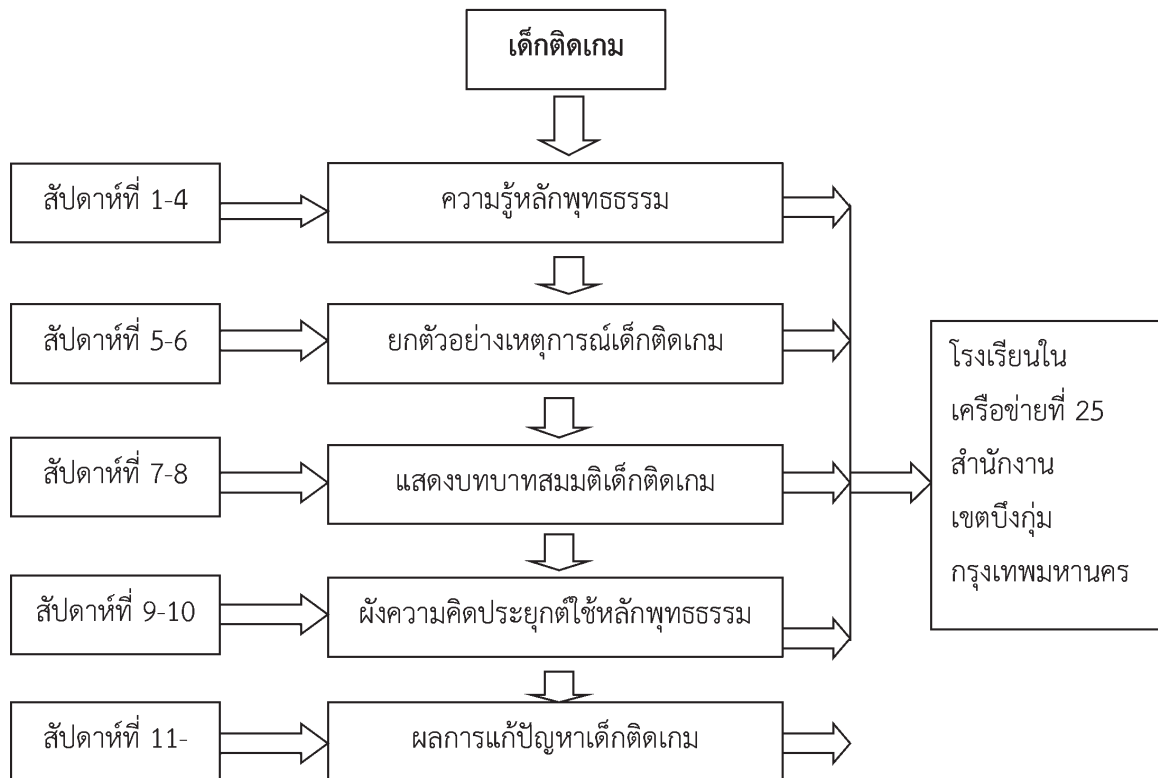 เด็กติดเกม
สัปดาห์ที่ 1-4
ความรู้หลักพุทธธรรม
สัปดาห์ที่ 5-6
ยกตัวอย่างเหตุการณ์เด็กติดเกม
สัปดาห์ที่ 7-8
แสดงบทบาทสมมติเด็กติดเกม
สัปดาห์ที่ 9-10
ผังความคิดประยุกต์ใช้หลักพุทธธรรม
สัปดาห์ที่ 11-
ผลการแก้ปัญหาเด็กติดเกม
โรงเรียนใน
เครือข่ายที่ 25
สำนักงาน
เขตบึงกุ่ม
กรุงเทพมหานคร